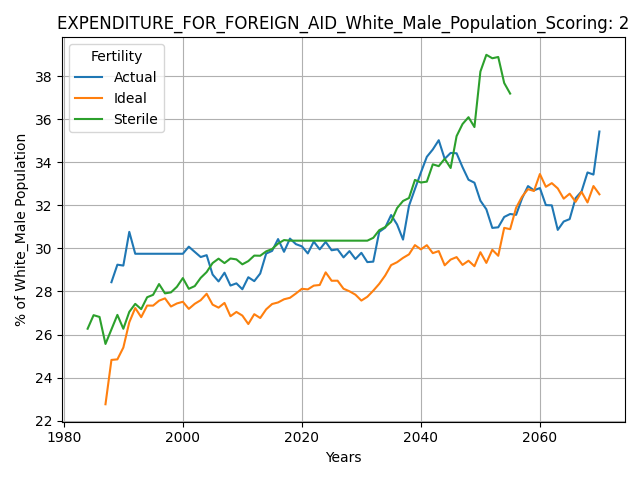 EXPENDITURE_FOR_FOREIGN_AID_White_Male_Population_Scoring: 2
Fertility
Actual
Ideal
Sterile
% of White_Male Population
38
36
34
32
30
28
26
24
22
1980
2000
2020
2040
2060
Years